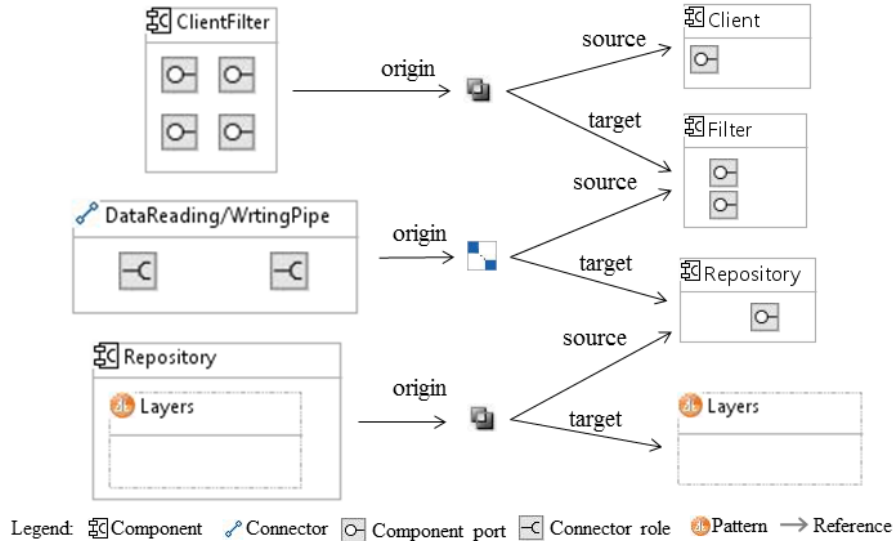 ClientFilter
origin
source
target
Client
Filter
DataReading/WrtingPipe
origin
source
target
Repository
Repository
Layers
origin
source
target
Layers
Legend: Component Connector Component port Connector role Pattern Reference